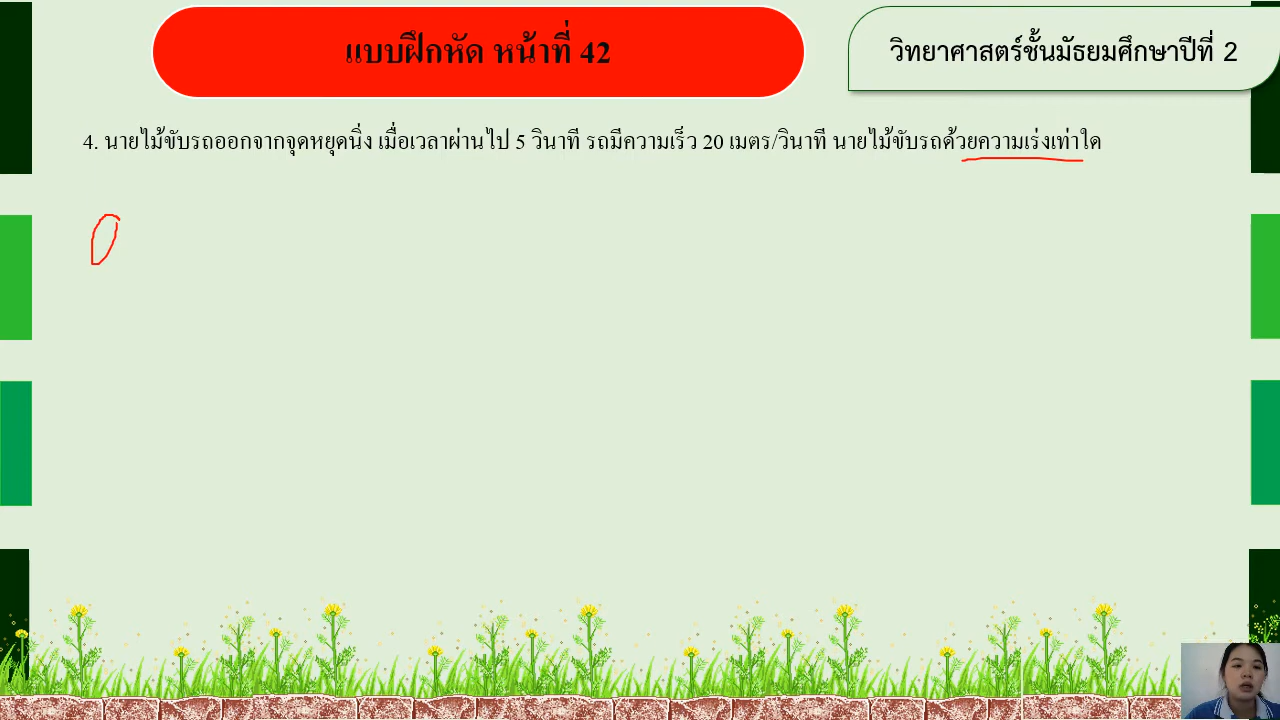 แบบฝึกหัด หน้าที่ 42
วิทยาศาสตร์ชั้นมัธยมศึกษาปีที่ 2
4. นายไม้ขับรถออกจากจุดหยุดนิ่ง เมื่อเวลาผ่านไป 5 วินาที รถมีความเร็ว 20 เมตร/วินาที นายไม้ขับรถด้วยความเร่งเท่าใด